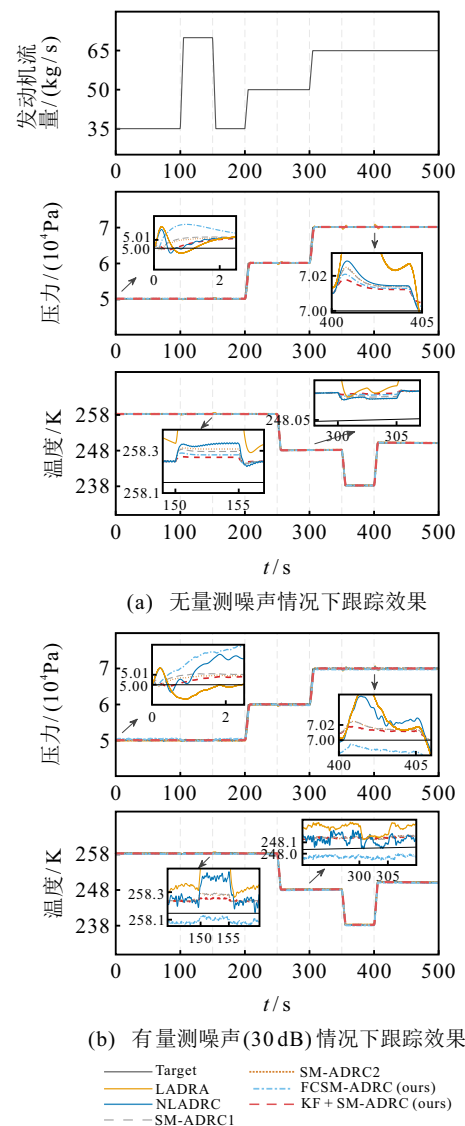 发动机流
量/(kg/s)
65
50
35
0 100 200 300 400 500
压力/(10⁴Pa)
7
6
5
5.01
5.00
0 2
7.02
7.00
400 405
0 100 200 300 400 500
温度/K
258
248
238
258.3
258.1
150 155
248.05
300 305
0 100 200 300 400 500
t/s
(a) 无量测噪声情况下跟踪效果
压力/(10⁴Pa)
7
6
5
5.01
5.00
0 2
7.02
7.00
400 405
0 100 200 300 400 500
温度/K
258
248
238
258.3
258.1
150 155
248.1
248.0
300 305
0 100 200 300 400 500
t/s
(b) 有量测噪声(30 dB)情况下跟踪效果
Target
LADRA
NLADRC
SM-ADRC1
SM-ADRC2
FCSM-ADRC (ours)
KF + SM-ADRC (ours)